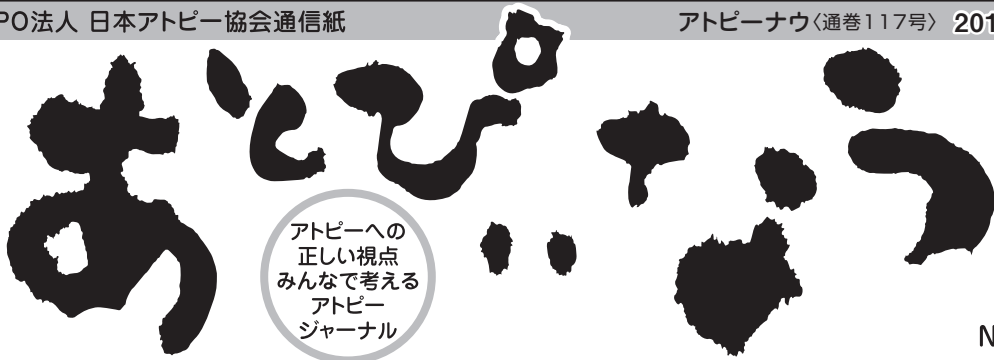 PO法人 日本アトピー協会通信紙 アトピーナウ〈通巻117号〉 201
あとぴぃなう
アトピーへの
正しい視点
みんなで考える
アトピー
ジャーナル
N